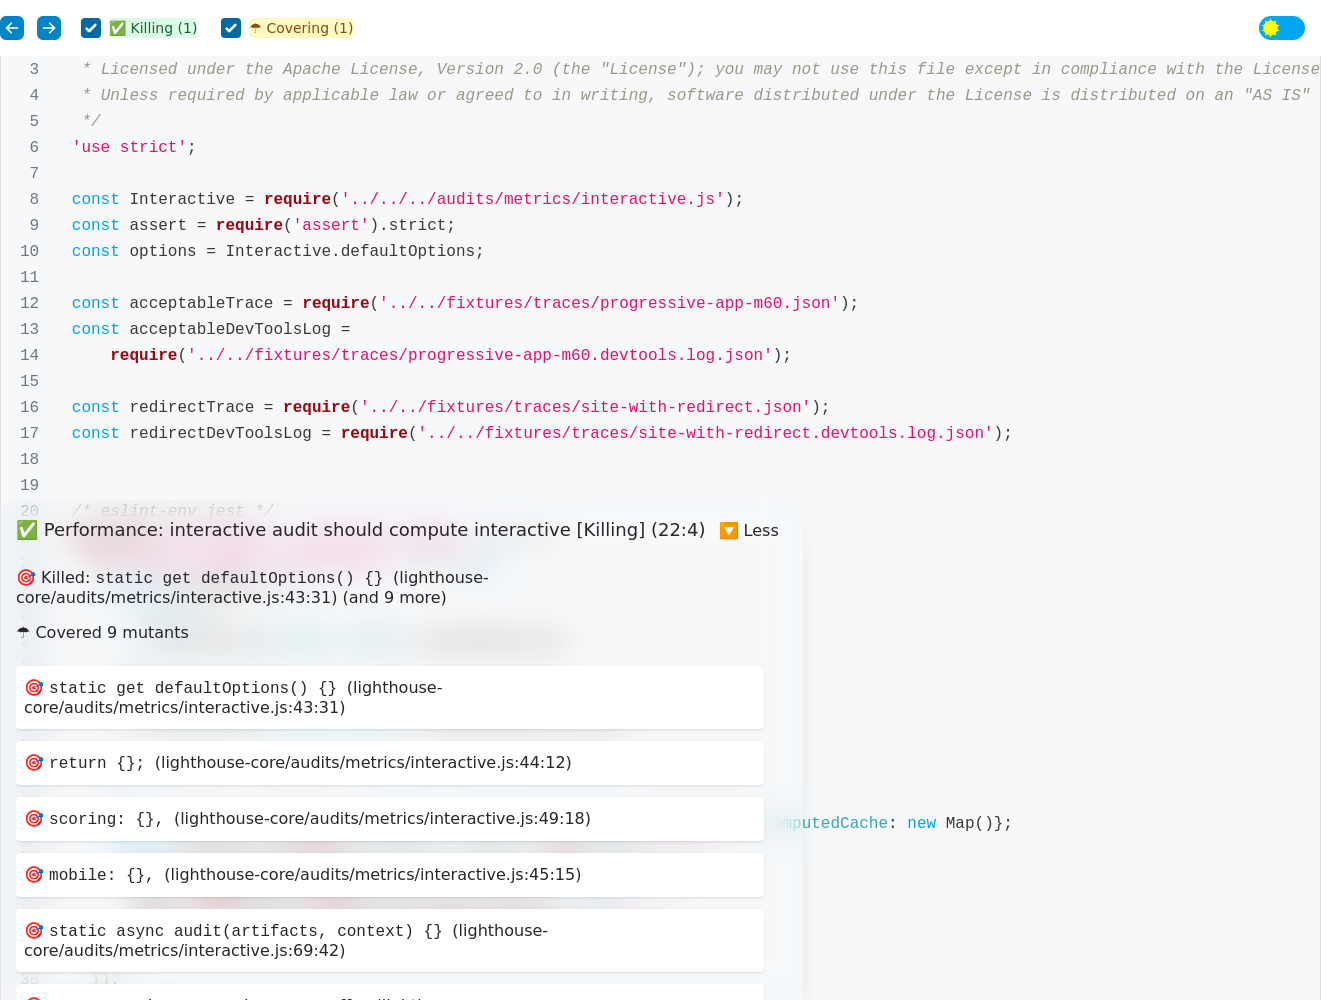 ✅ Killing (1) ☂ Covering (1)
3 * Licensed under the Apache License, Version 2.0 (the "License"); you may not use this file except in compliance with the License
4 * Unless required by applicable law or agreed to in writing, software distributed under the License is distributed on an "AS IS"
5 */
6 'use strict';
7
8 const Interactive = require('../../../audits/metrics/interactive.js');
9 const assert = require('assert').strict;
10 const options = Interactive.defaultOptions;
11
12 const acceptableTrace = require('../../fixtures/traces/progressive-app-m60.json');
13 const acceptableDevToolsLog =
14 require('../../fixtures/traces/progressive-app-m60.devtools.log.json');
15
16 const redirectTrace = require('../../fixtures/traces/site-with-redirect.json');
17 const redirectDevToolsLog = require('../../fixtures/traces/site-with-redirect.devtools.log.json');
18
19
20 /* eslint-env jest */
✅ Performance: interactive audit should compute interactive [Killing] (22:4) 🔽 Less
🎯 Killed: static get defaultOptions() {} (lighthouse-
core/audits/metrics/interactive.js:43:31) (and 9 more)
☂ Covered 9 mutants
🎯 static get defaultOptions() {} (lighthouse-
core/audits/metrics/interactive.js:43:31)
🎯 return {}; (lighthouse-core/audits/metrics/interactive.js:44:12)
🎯 scoring: {}, (lighthouse-core/audits/metrics/interactive.js:49:18)
mputedCache: new Map()};
🎯 mobile: {}, (lighthouse-core/audits/metrics/interactive.js:45:15)
🎯 static async audit(artifacts, context) {} (lighthouse-
core/audits/metrics/interactive.js:69:42)
38 });